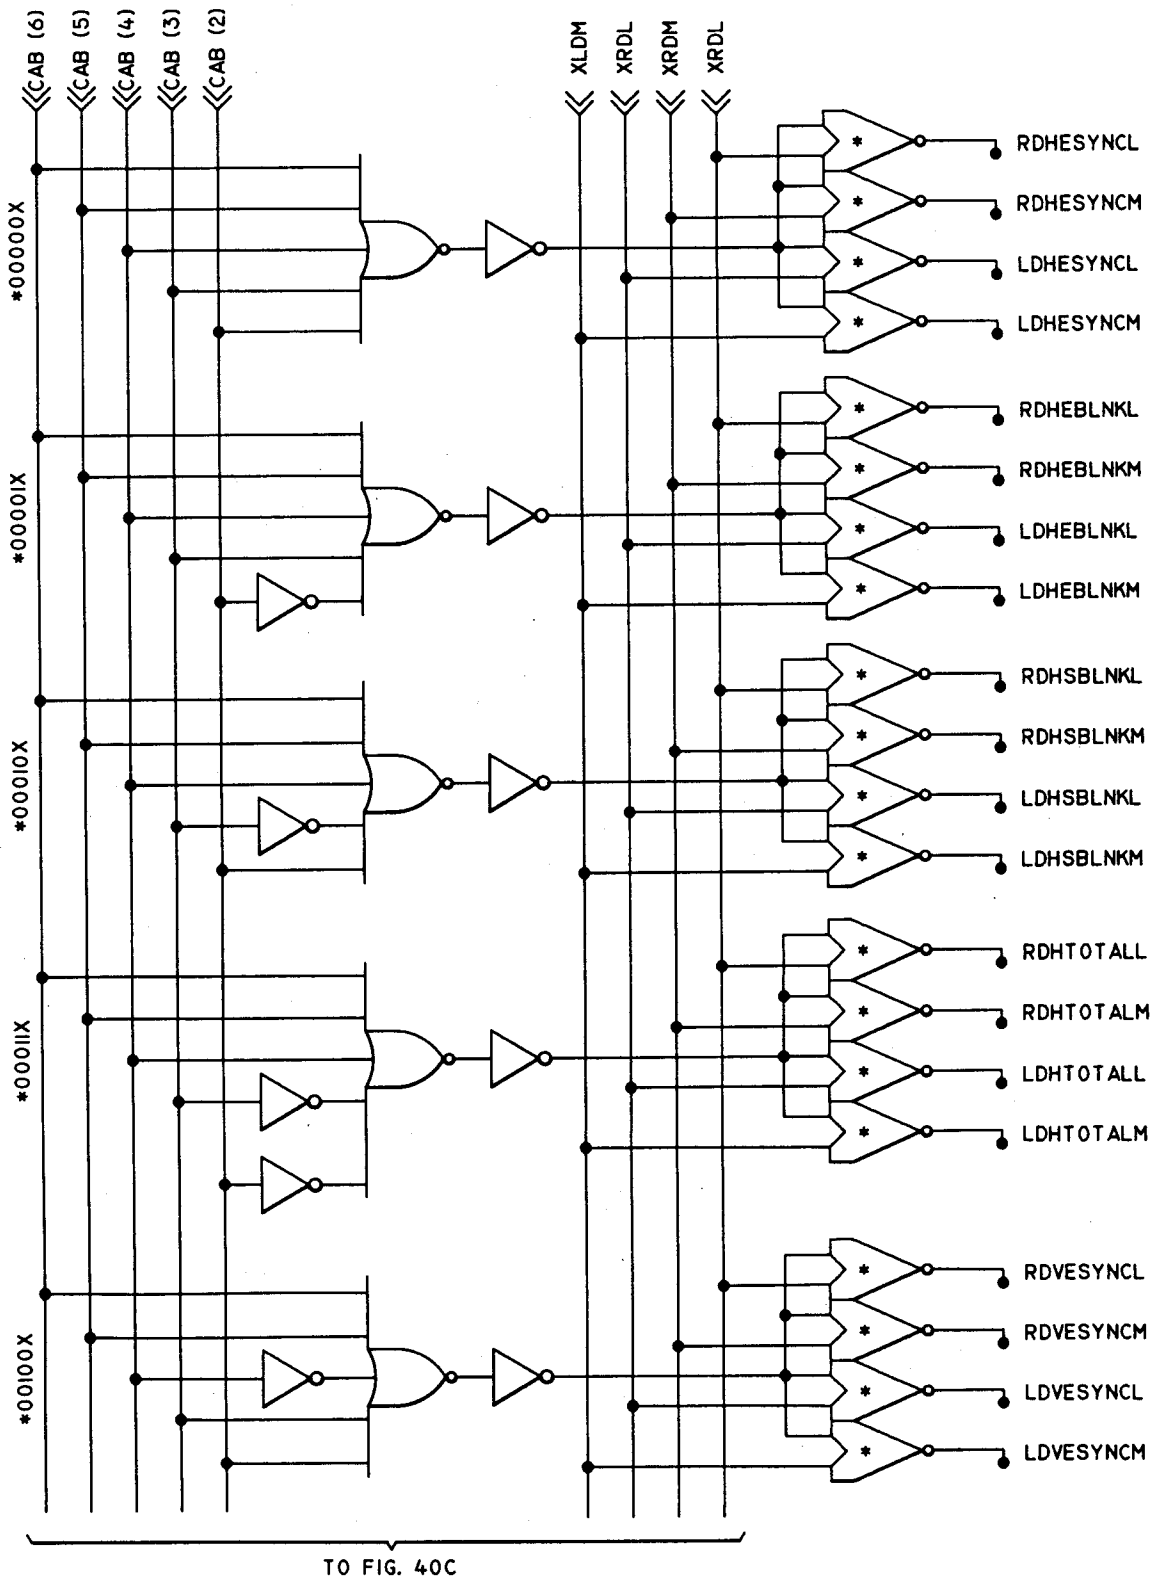 CAB (6)
CAB (5)
CAB (4)
CAB (3)
CAB (2)
XLDM
XRDL
XRDM
XRDL
*00000X
RDHESYNCL
RDHESYNCM
LDHESYNCL
LDHESYNCM
*00001X
RDHEBLNKL
RDHEBLNKM
LDHEBLNKL
LDHEBLNKM
*00010X
RDHSBLNKL
RDHSBLNKM
LDHSBLNKL
LDHSBLNKM
*00011X
RDHTOTALL
RDHTOTALM
LDHTOTALL
LDHTOTALM
*00100X
RDVESYNCL
RDVESYNCM
LDVESYNCL
LDVESYNCM
* * * *
* * * *
* * * *
* * * *
* * * *
TO FIG. 40C